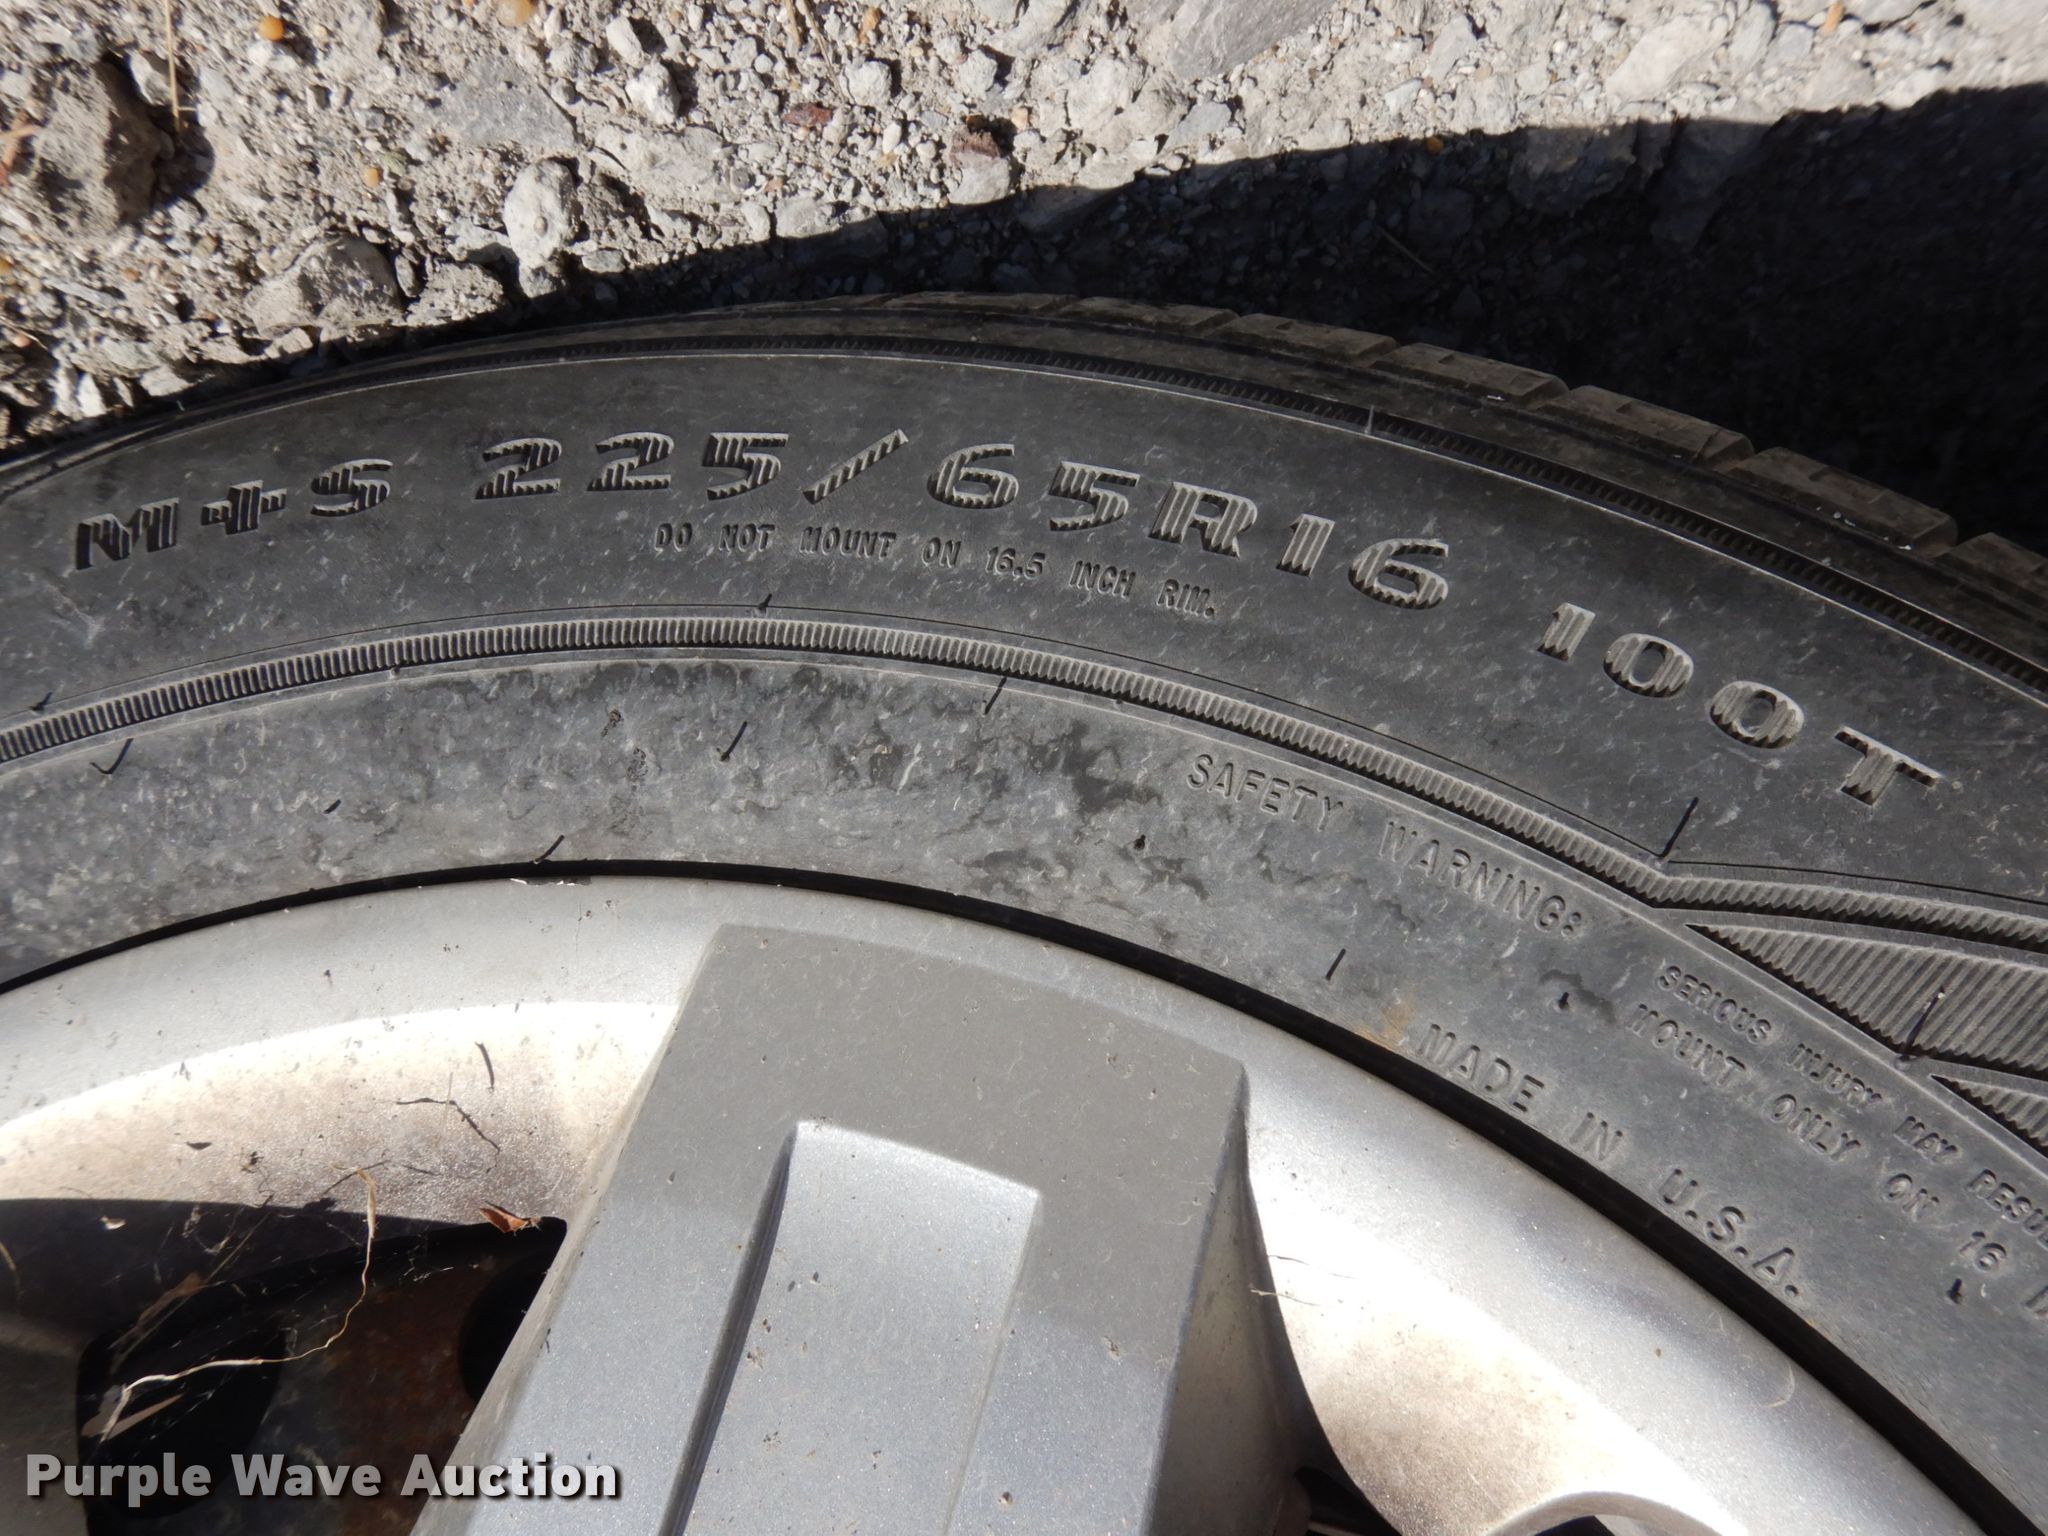 M+S 225/65R16 100T
DO NOT MOUNT ON 16.5 INCH RIM.
SAFETY WARNING:
SERIOUS INJURY MAY
MOUNT ONLY ON 16
MADE IN U.S.A.
Purple Wave Auction